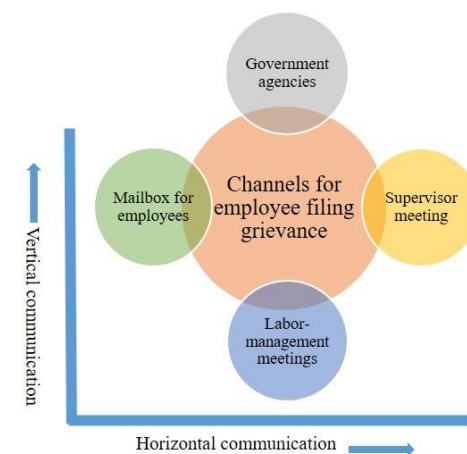 Government
agencies
Mailbox for
employees
Channels for
employee filing
grievance
Supervisor
meeting
Labor-
management
meetings
Vertical communication
Horizontal communication